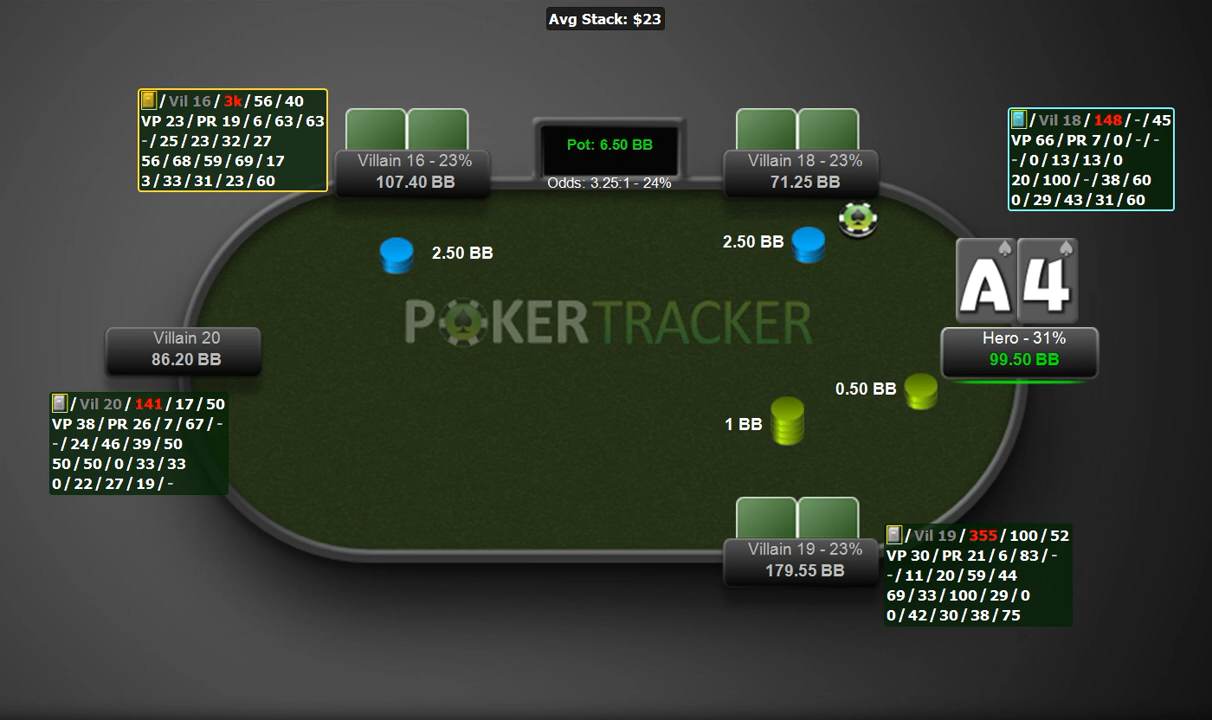 Avg Stack: $23
/ Vil 16 / 3k / 56 / 40
VP 23 / PR 19 / 6 / 63 / 63
- / 25 / 23 / 32 / 27
56 / 68 / 59 / 69 / 17
3 / 33 / 31 / 23 / 60
Villain 16 - 23%
107.40 BB
Pot: 6.50 BB
Odds: 3.25:1 - 24%
Villain 18 - 23%
71.25 BB
/ Vil 18 / 148 / - / 45
VP 66 / PR 7 / 0 / - / -
- / 0 / 13 / 13 / 0
20 / 100 / - / 38 / 60
0 / 29 / 43 / 31 / 60
2.50 BB
2.50 BB
A 4
POKERTRACKER
Villain 20
86.20 BB
Hero - 31%
99.50 BB
/ Vil 20 / 141 / 17 / 50
VP 38 / PR 26 / 7 / 67 / -
- / 24 / 46 / 39 / 50
50 / 50 / 0 / 33 / 33
0 / 22 / 27 / 19 / -
0.50 BB
1 BB
Villain 19 - 23%
179.55 BB
/ Vil 19 / 355 / 100 / 52
VP 30 / PR 21 / 6 / 83 / -
- / 11 / 20 / 59 / 44
69 / 33 / 100 / 29 / 0
0 / 42 / 30 / 38 / 75